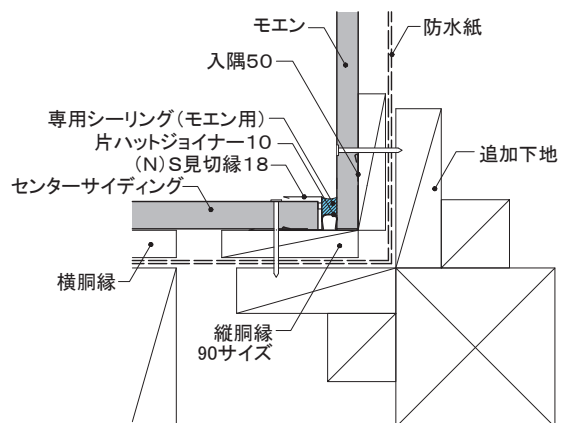 モエン
防水紙
入隅50
専用シーリング(モエン用)
片ハットジョイナー10
(N)S見切縁18
センターサイディング
追加下地
横胴縁
縦胴縁
90サイズ